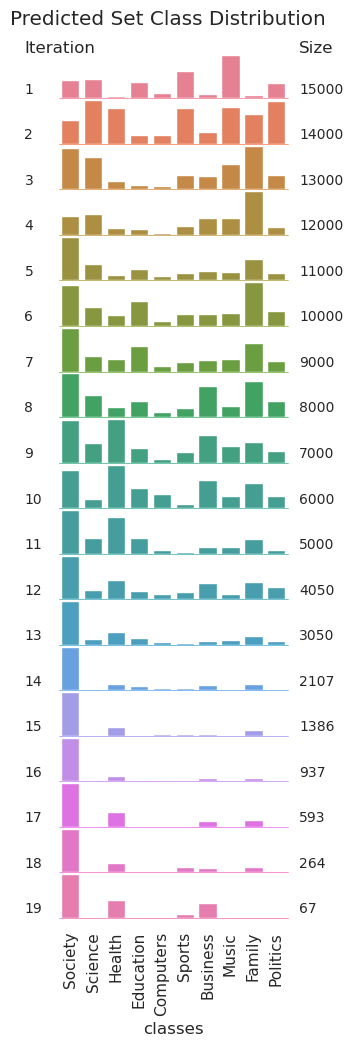 Predicted Set Class Distribution
Iteration Size
1 15000
2 14000
3 13000
4 12000
5 11000
6 10000
7 9000
8 8000
9 7000
10 6000
11 5000
12 4050
13 3050
14 2107
15 1386
16 937
17 593
18 264
19 67
Society
Science
Health
Education
Computers
Sports
Business
Music
Family
Politics
classes